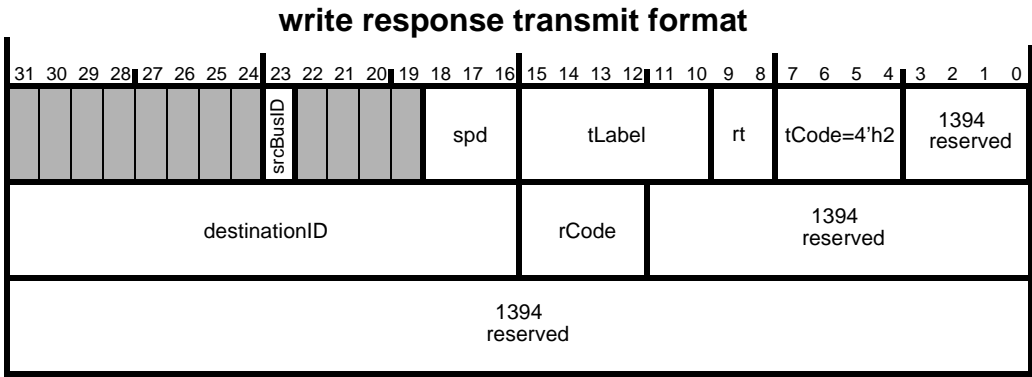 write response transmit format
31 30 29 28 27 26 25 24 23 22 21 20 19 18 17 16 15 14 13 12 11 10 9 8 7 6 5 4 3 2 1 0
srcBusID
spd
tLabel
rt
tCode=4'h2
1394
reserved
destinationID
rCode
1394
reserved
1394
reserved